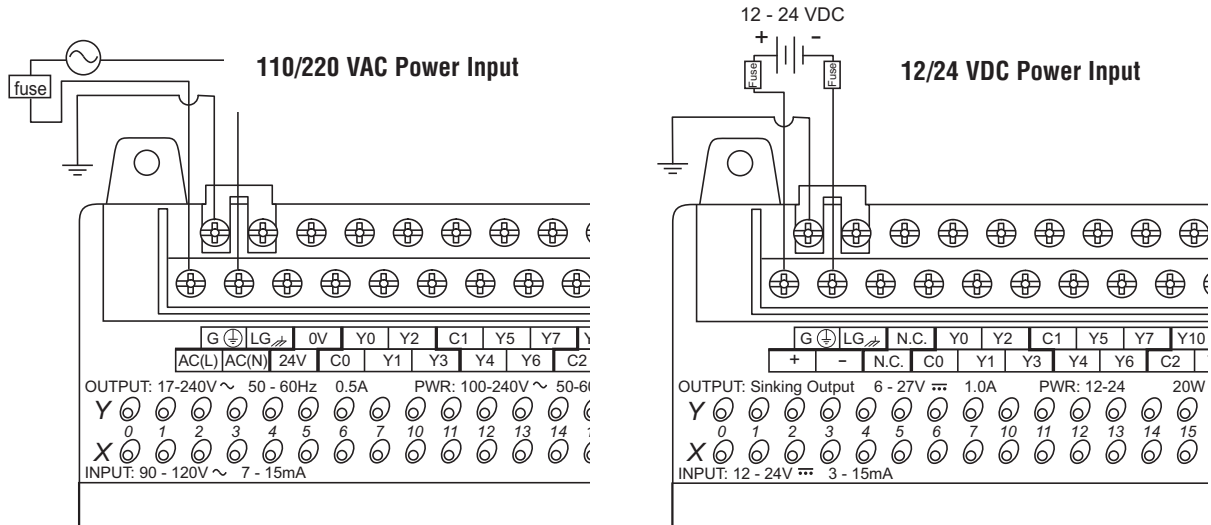 110/220 VAC Power Input
fuse
G LG 0V Y0 Y2 C1 Y5 Y7 Y
AC(L) AC(N) 24V C0 Y1 Y3 Y4 Y6 C2
OUTPUT: 17-240V ~ 50 - 60Hz 0.5A PWR: 100-240V ~ 50-60
Y
0 1 2 3 4 5 6 7 10 11 12 13 14
X
INPUT: 90 - 120V ~ 7 - 15mA
12 - 24 VDC
+ -
Fuse Fuse
12/24 VDC Power Input
G LG N.C. Y0 Y2 C1 Y5 Y7 Y10
+ - N.C. C0 Y1 Y3 Y4 Y6 C2
OUTPUT: Sinking Output 6 - 27V ⎓ 1.0A PWR: 12-24 20W
Y
0 1 2 3 4 5 6 7 10 11 12 13 14 15
X
INPUT: 12 - 24V ⎓ 3 - 15mA